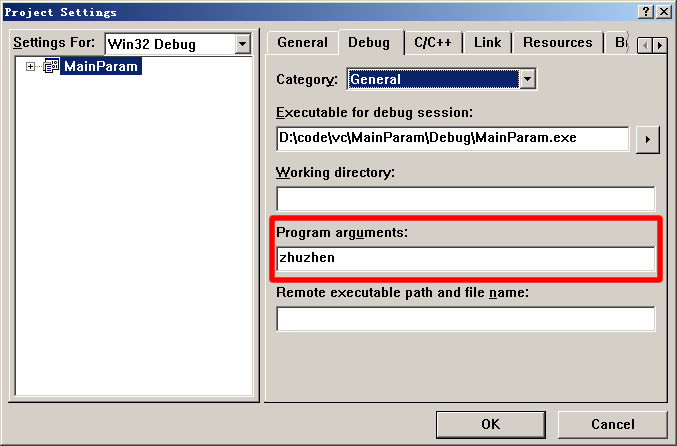 Project Settings
Settings For:
Win32 Debug
MainParam
General
Debug
C/C++
Link
Resources
Category:
General
Executable for debug session:
D:\code\vc\MainParam\Debug\MainParam.exe
Working directory:
Program arguments:
zhuzhen
Remote executable path and file name:
OK
Cancel